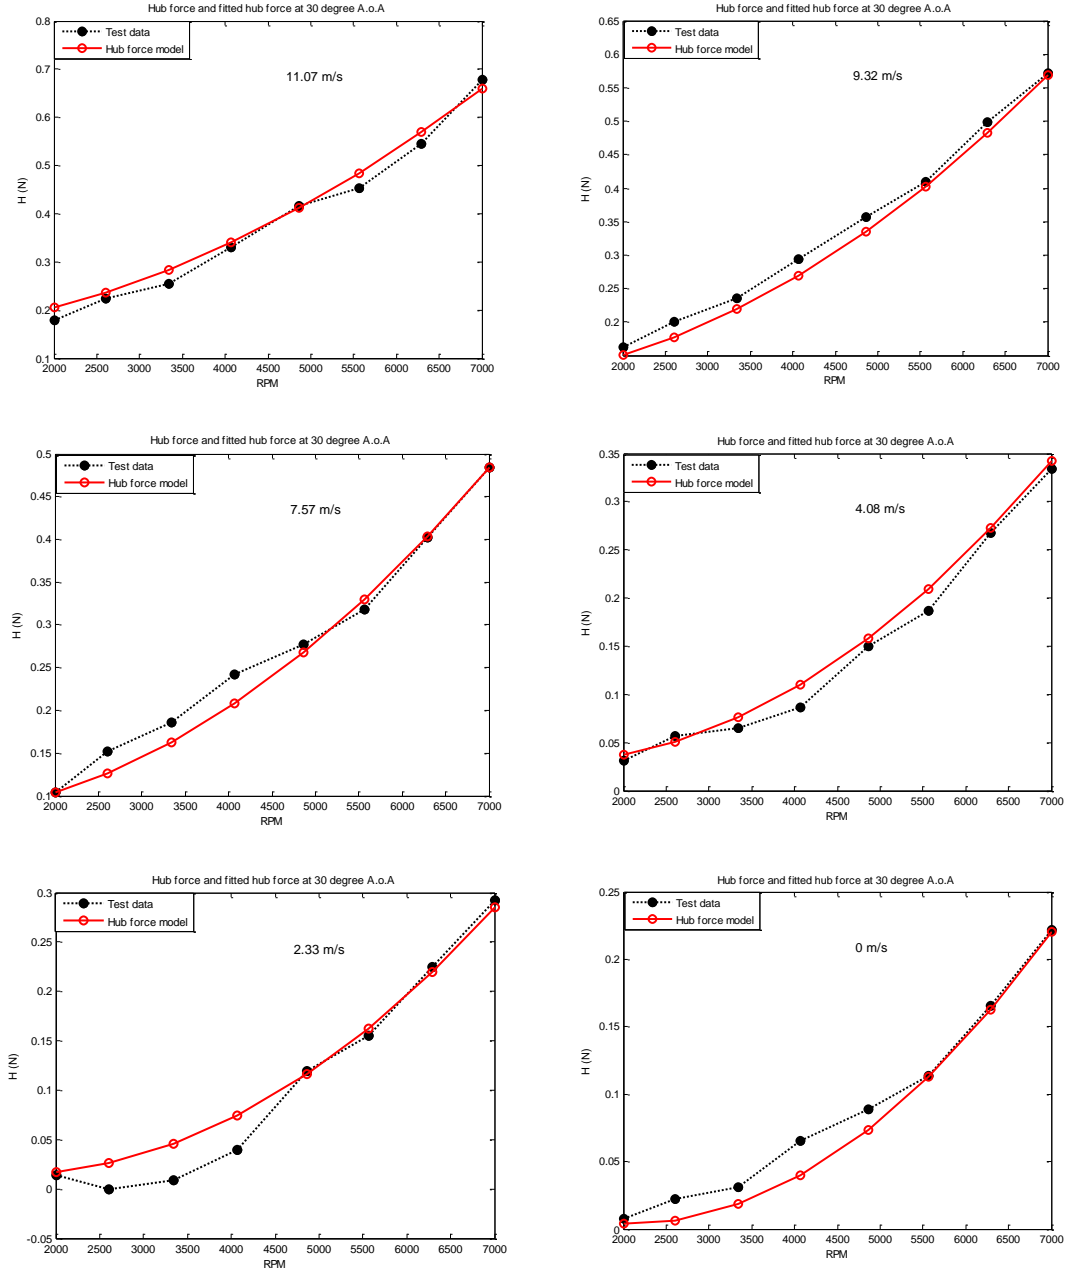 Hub force and fitted hub force at 30 degree A.o.A
Test data
Hub force model
11.07 m/s
0.8
0.7
0.6
0.5
0.4
0.3
0.2
0.1
H (N)
2000 2500 3000 3500 4000 4500 5000 5500 6000 6500 7000
RPM
Hub force and fitted hub force at 30 degree A.o.A
Test data
Hub force model
9.32 m/s
0.65
0.6
0.55
0.5
0.45
0.4
0.35
0.3
0.25
0.2
H (N)
2000 2500 3000 3500 4000 4500 5000 5500 6000 6500 7000
RPM
Hub force and fitted hub force at 30 degree A.o.A
Test data
Hub force model
7.57 m/s
0.5
0.45
0.4
0.35
0.3
0.25
0.2
0.15
0.1
H (N)
2000 2500 3000 3500 4000 4500 5000 5500 6000 6500 7000
RPM
Hub force and fitted hub force at 30 degree A.o.A
Test data
Hub force model
4.08 m/s
0.35
0.3
0.25
0.2
0.15
0.1
0.05
0
H (N)
2000 2500 3000 3500 4000 4500 5000 5500 6000 6500 7000
RPM
Hub force and fitted hub force at 30 degree A.o.A
Test data
Hub force model
2.33 m/s
0.3
0.25
0.2
0.15
0.1
0.05
0
-0.05
H (N)
2000 2500 3000 3500 4000 4500 5000 5500 6000 6500 7000
RPM
Hub force and fitted hub force at 30 degree A.o.A
Test data
Hub force model
0 m/s
0.25
0.2
0.15
0.1
0.05
0
H (N)
2000 2500 3000 3500 4000 4500 5000 5500 6000 6500 7000
RPM